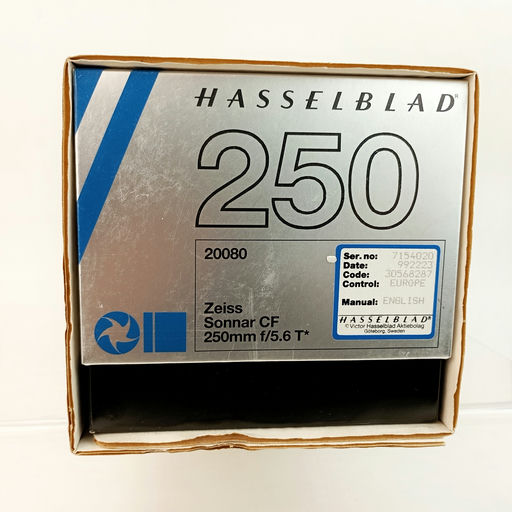 HASSELBLAD®
250
20080
Zeiss
Sonnar CF
250mm f/5.6 T*
Ser. no: 7154020
Date: 992223
Code: 30568287
Control: EUROPE
Manual: ENGLISH
HASSELBLAD®
© Victor Hasselblad Aktiebolag
Göteborg, Sweden